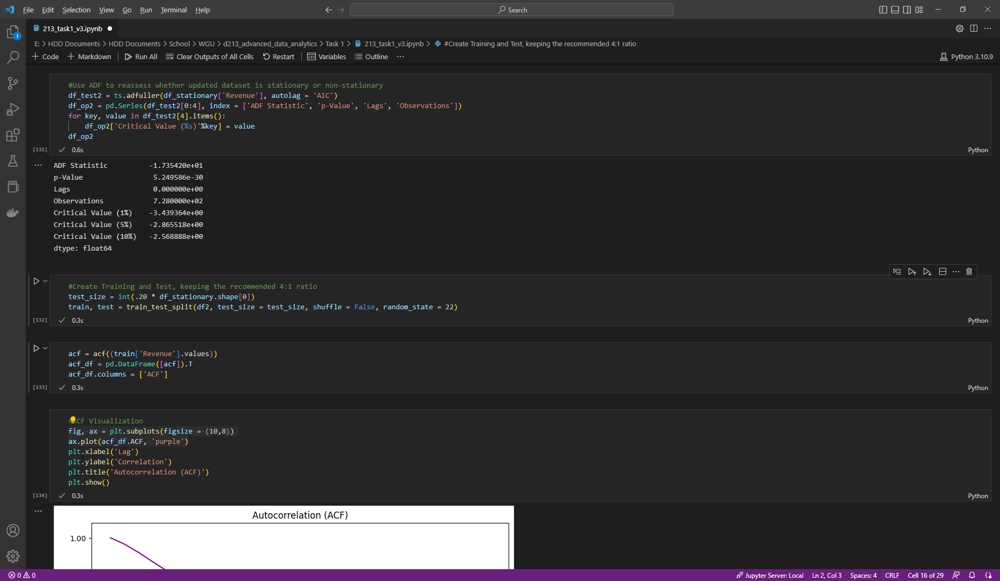 File Edit Selection View Go Run Terminal Help
Search
213_task1_v3.ipynb
1
E: > HDD Documents > HDD Documents > School > WGU > d213_advanced_data_analytics > Task 1 > 213_task1_v3.ipynb > #Create Training and Test, keeping the recommended 4:1 ratio
+ Code + Markdown Run All Clear Outputs of All Cells Restart Variables Outline ... Python 3.10.9
#Use ADF to reassess whether updated dataset is stationary or non-stationary
df_test2 = ts.adfuller(df_stationary['Revenue'], autolag = 'AIC')
df_op2 = pd.Series(df_test2[0:4], index = ['ADF Statistic', 'p-Value', 'Lags', 'Observations'])
for key, value in df_test2[4].items():
    df_op2['Critical Value (%s)'%key] = value
df_op2
[131] 0.6s Python
ADF Statistic -1.735420e+01
p-Value 5.249586e-30
Lags 0.000000e+00
Observations 7.280000e+02
Critical Value (1%) -3.439364e+00
Critical Value (5%) -2.865518e+00
Critical Value (10%) -2.568888e+00
dtype: float64
#Create Training and Test, keeping the recommended 4:1 ratio
test_size = int(.20 * df_stationary.shape[0])
train, test = train_test_split(df2, test_size = test_size, shuffle = False, random_state = 22)
[132] 0.3s Python
acf = acf((train['Revenue'].values))
acf_df = pd.DataFrame([acf]).T
acf_df.columns = ['ACF']
[133] 0.3s Python
#ACF Visualization
fig, ax = plt.subplots(figsize = (10,8))
ax.plot(acf_df.ACF, 'purple')
plt.xlabel('Lag')
plt.ylabel('Correlation')
plt.title('Autocorrelation (ACF)')
plt.show()
[134] 0.3s Python
Autocorrelation (ACF)
1.00
0 0 Jupyter Server: Local Ln 2, Col 3 Spaces: 4 CRLF Cell 16 of 29